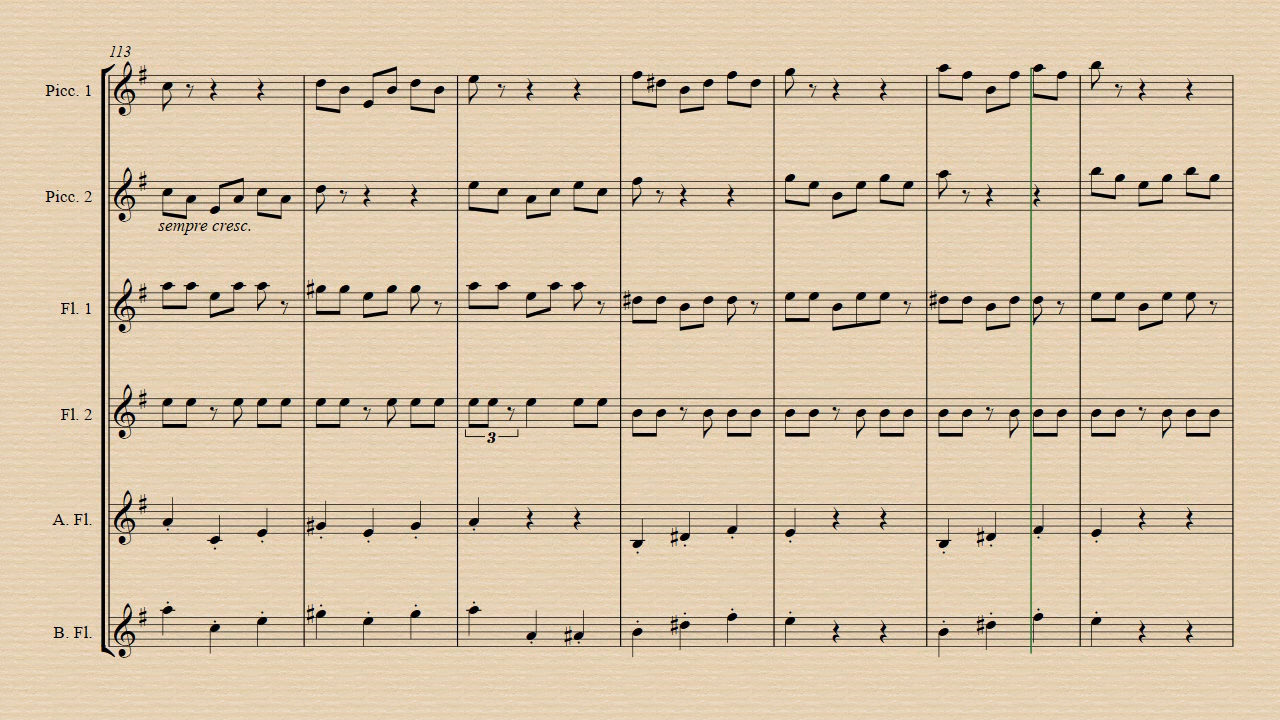 113
Picc. 1
Picc. 2
sempre cresc.
Fl. 1
Fl. 2
3
A. Fl.
B. Fl.